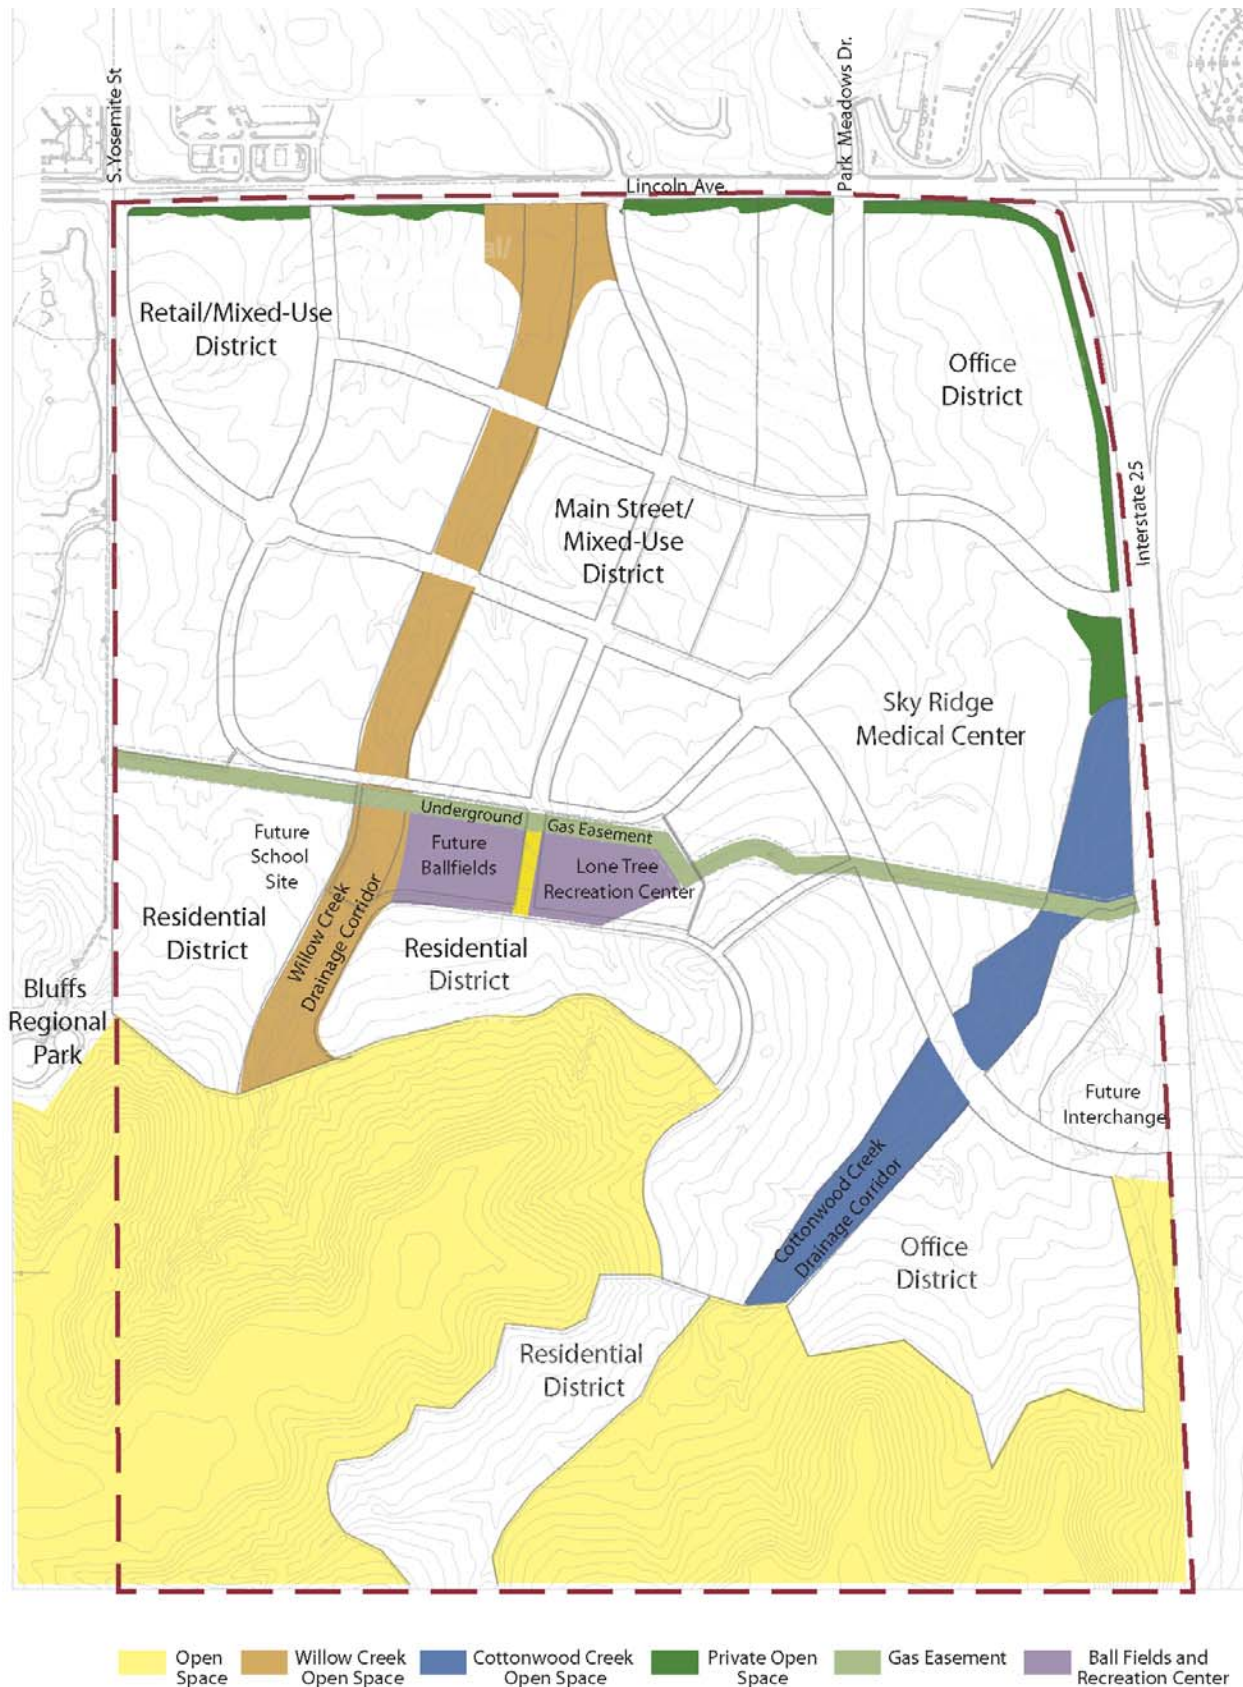 S. Yosemite St
Park Meadows Dr.
Lincoln Ave.
Retail/Mixed-Use
District
Office
District
Interstate 25
Main Street/
Mixed-Use
District
Sky Ridge
Medical Center
Underground
Gas Easement
Future
School
Site
Future
Ballfields
Lone Tree
Recreation Center
Willow Creek
Drainage Corridor
Residential
District
Residential
District
Bluffs
Regional
Park
Future
Interchange
Cottonwood Creek
Drainage Corridor
Office
District
Residential
District
Open
Space
Willow Creek
Open Space
Cottonwood Creek
Open Space
Private Open
Space
Gas Easement
Ball Fields and
Recreation Center